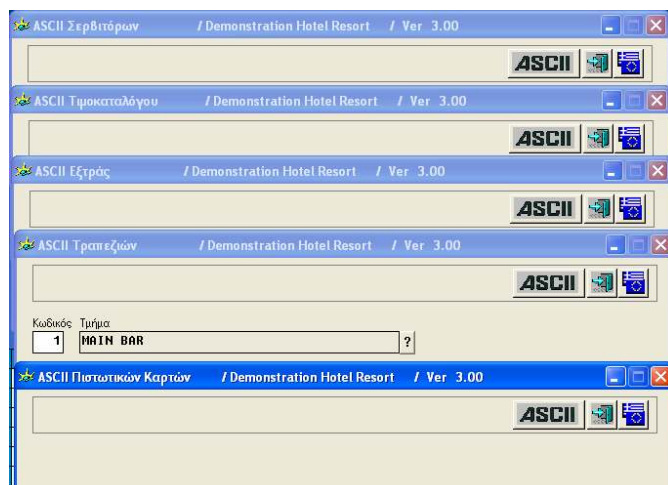 ASCII Σερβιτόρων / Demonstration Hotel Resort / Ver 3.00
ASCII
ASCII Τιμοκαταλόγου / Demonstration Hotel Resort / Ver 3.00
ASCII
ASCII Εξτράς / Demonstration Hotel Resort / Ver 3.00
ASCII
ASCII Τραπεζιών / Demonstration Hotel Resort / Ver 3.00
ASCII
Κωδικός Τμήμα
1 MAIN BAR ?
ASCII Πιστωτικών Καρτών / Demonstration Hotel Resort / Ver 3.00
ASCII